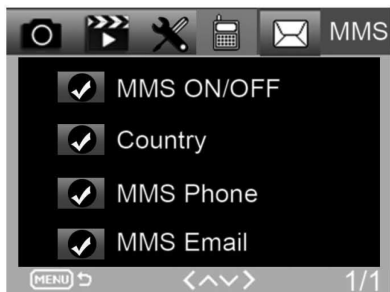 MMS
MMS ON/OFF
Country
MMS Phone
MMS Email
MENU
1/1